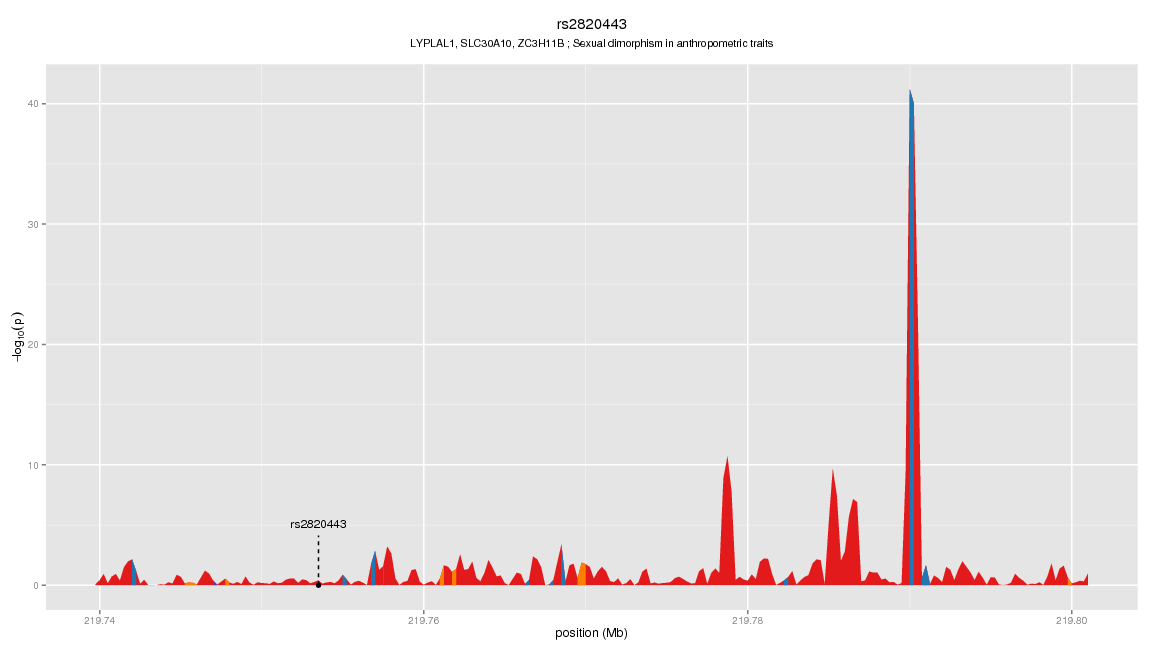 rs2820443
LYPLAL1, SLC30A10, ZC3H11B ; Sexual dimorphism in anthropometric traits
40
30
20
10
0
−log10(p)
rs2820443
219.74
219.76
219.78
219.80
position (Mb)